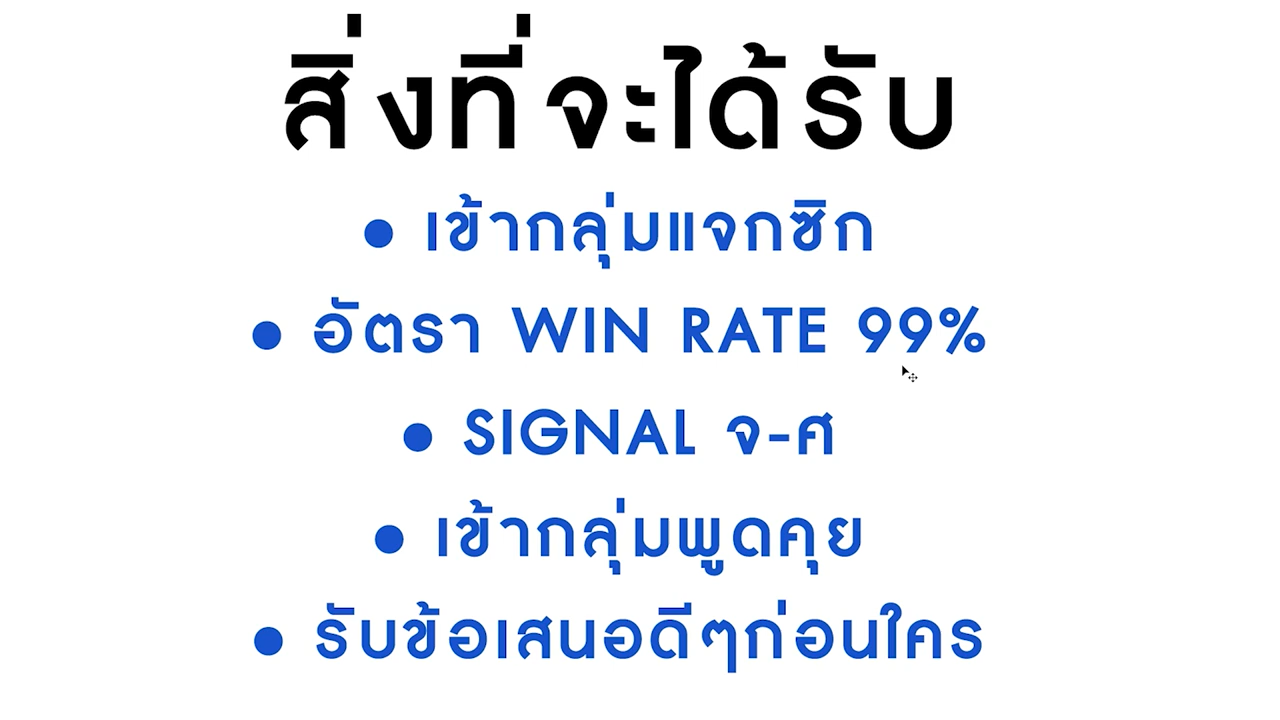 สิ่งที่จะได้รับ
● เข้ากลุ่มแจกซิก
● อัตรา WIN RATE 99%
● SIGNAL จ-ศ
● เข้ากลุ่มพูดคุย
● รับข้อเสนอดีๆก่อนใคร